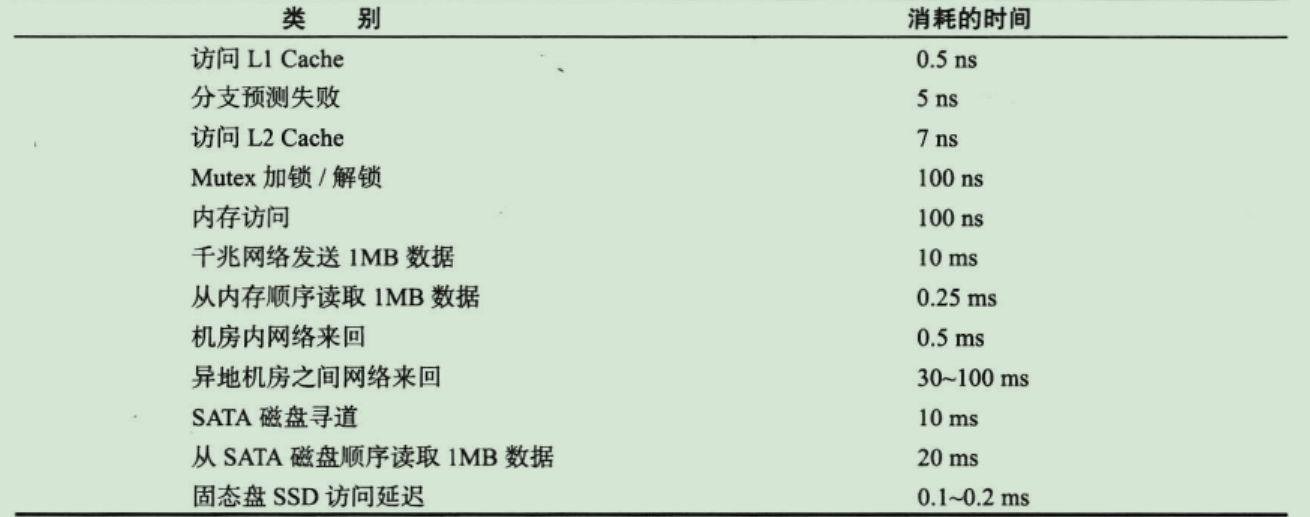 类 别 消耗的时间
访问 L1 Cache 0.5 ns
分支预测失败 5 ns
访问 L2 Cache 7 ns
Mutex 加锁 / 解锁 100 ns
内存访问 100 ns
千兆网络发送 1MB 数据 10 ms
从内存顺序读取 1MB 数据 0.25 ms
机房内网络来回 0.5 ms
异地机房之间网络来回 30~100 ms
SATA 磁盘寻道 10 ms
从 SATA 磁盘顺序读取 1MB 数据 20 ms
固态盘 SSD 访问延迟 0.1~0.2 ms